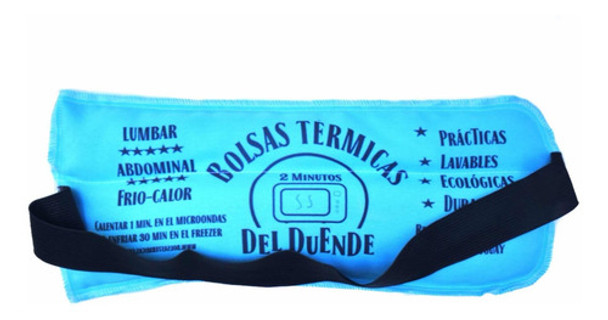 LUMBAR
ABDOMINAL
FRIO-CALOR
CALENTAR 1 MIN. EN EL MICROONDAS
ENFRIAR 30 MIN EN EL FREEZER
BOLSAS TERMICAS
2 MINUTOS
DEL DUENDE
PRÁCTICAS
LAVABLES
ECOLÓGICAS